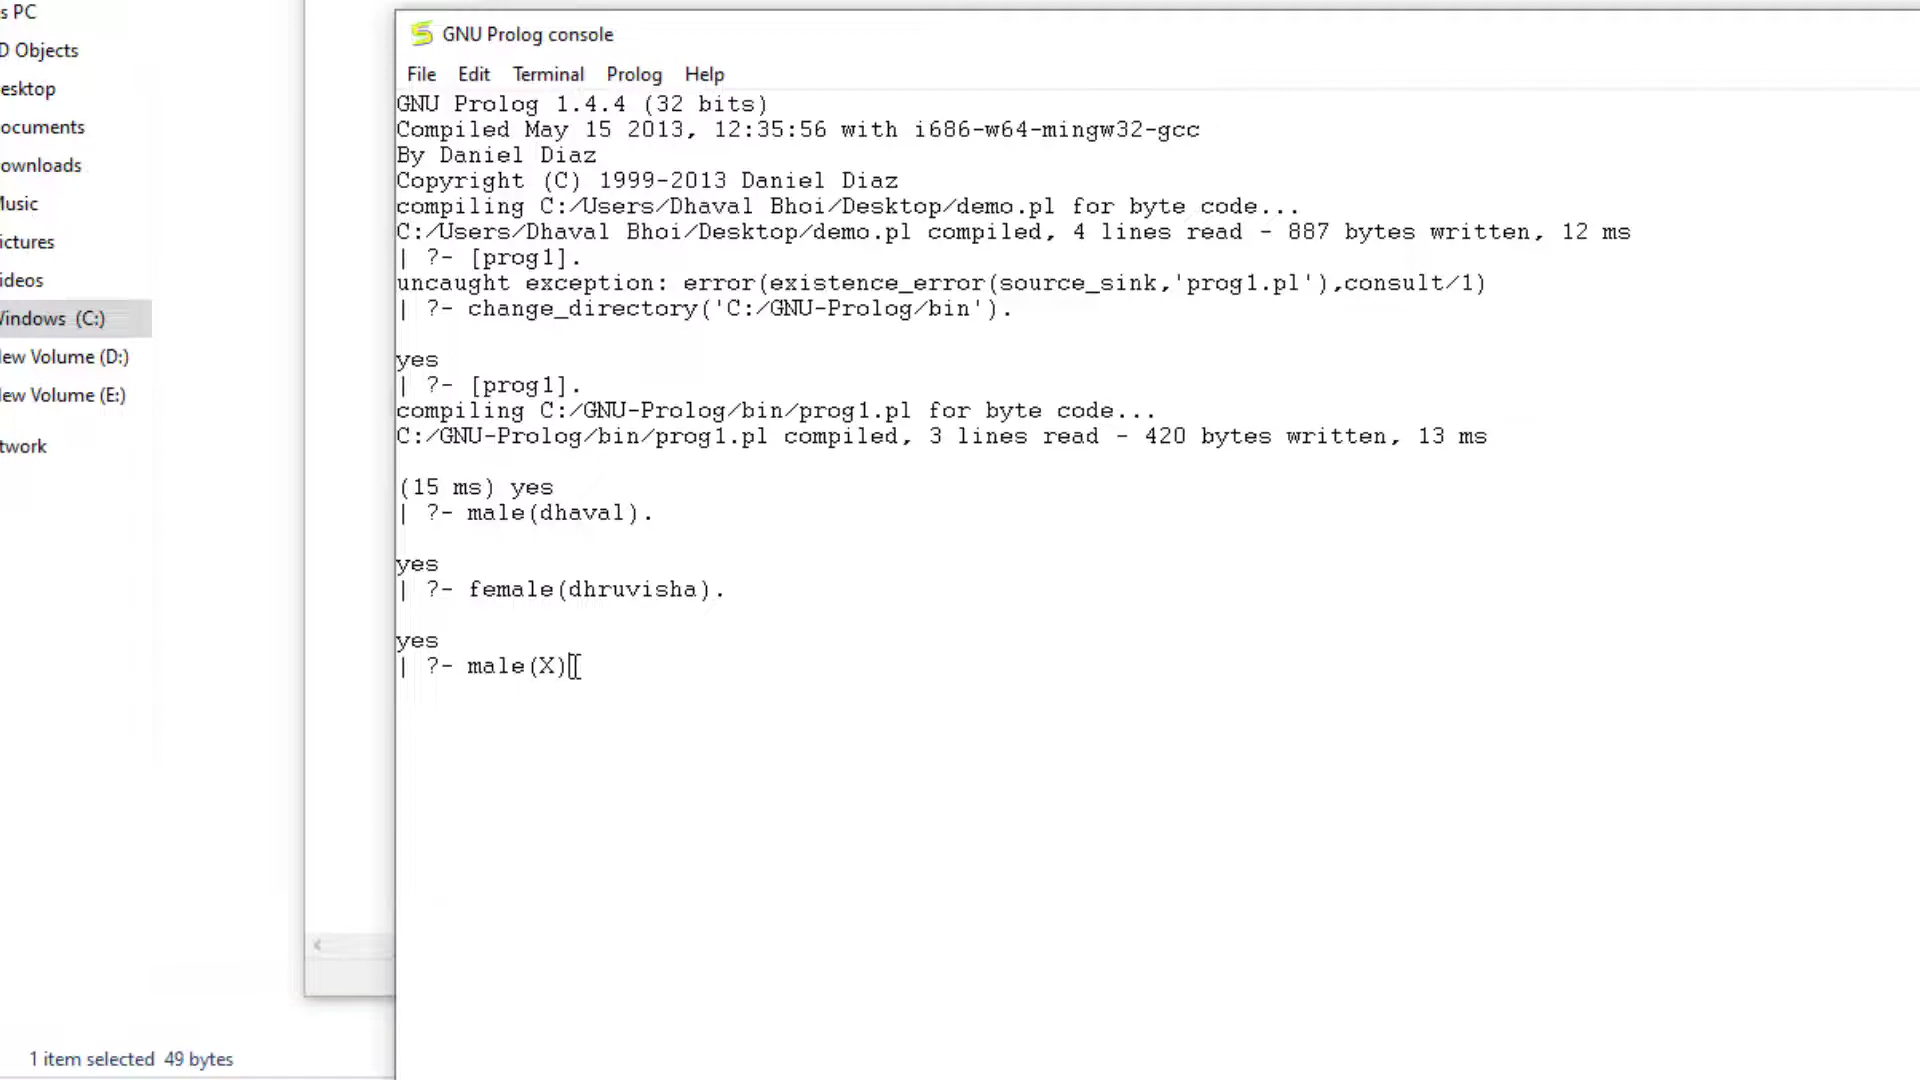 s PC
D Objects
esktop
ocuments
ownloads
Music
ictures
ideos
Windows (C:)
ew Volume (D:)
ew Volume (E:)
twork
1 item selected 49 bytes
GNU Prolog console
File Edit Terminal Prolog Help
GNU Prolog 1.4.4 (32 bits)
Compiled May 15 2013, 12:35:56 with i686-w64-mingw32-gcc
By Daniel Diaz
Copyright (C) 1999-2013 Daniel Diaz
compiling C:/Users/Dhaval Bhoi/Desktop/demo.pl for byte code...
C:/Users/Dhaval Bhoi/Desktop/demo.pl compiled, 4 lines read - 887 bytes written, 12 ms
| ?- [prog1].
uncaught exception: error(existence_error(source_sink,'prog1.pl'),consult/1)
| ?- change_directory('C:/GNU-Prolog/bin').
yes
| ?- [prog1].
compiling C:/GNU-Prolog/bin/prog1.pl for byte code...
C:/GNU-Prolog/bin/prog1.pl compiled, 3 lines read - 420 bytes written, 13 ms
(15 ms) yes
| ?- male(dhaval).
yes
| ?- female(dhruvisha).
yes
| ?- male(X)